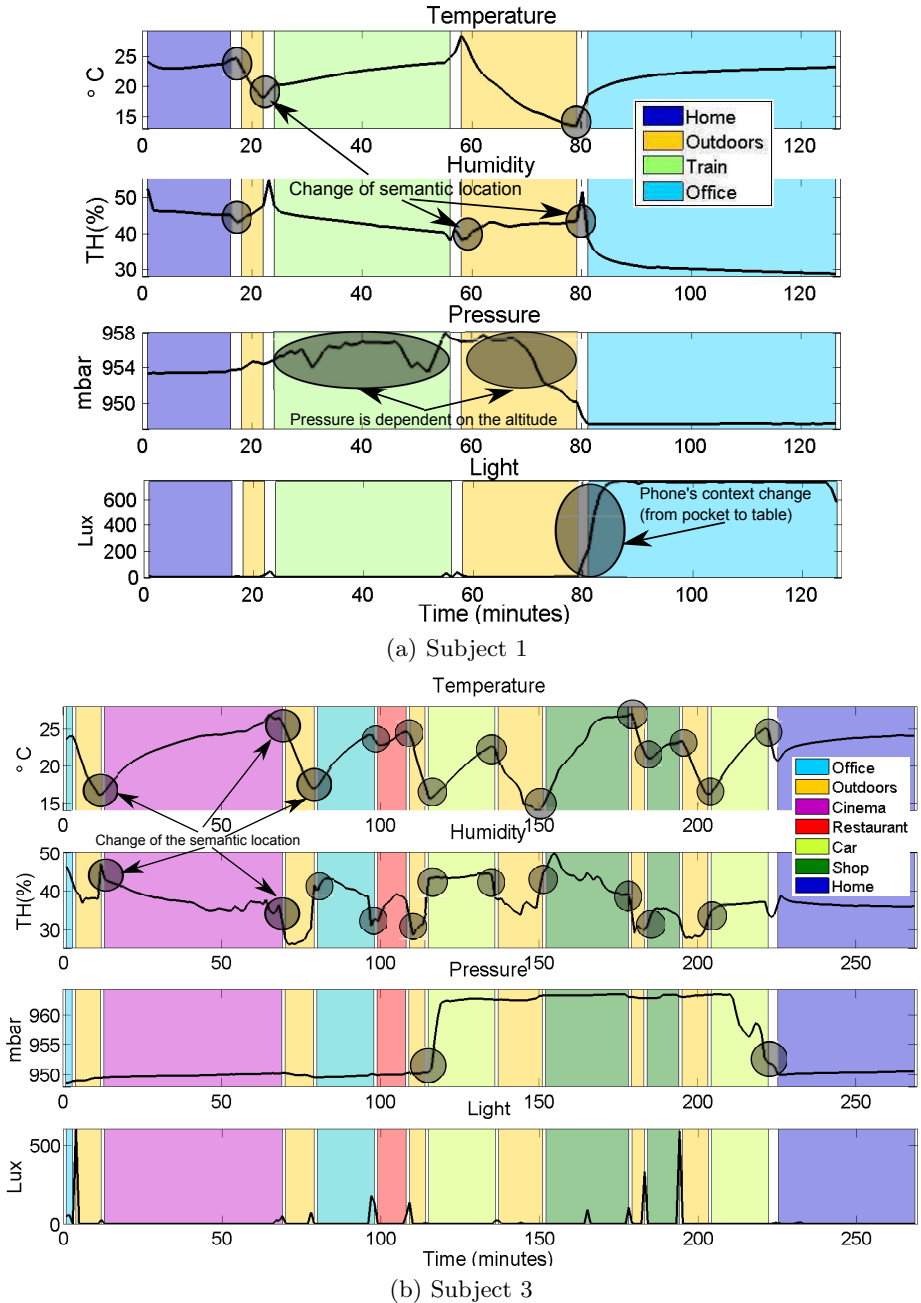 Temperature
° C
25
20
15
0 20 40 60 80 100 120
Home
Outdoors
Train
Office
Humidity
Change of semantic location
TH(%)
50
40
30
0 20 40 60 80 100 120
Pressure
mbar
958
954
950
Pressure is dependent on the altitude
0 20 40 60 80 100 120
Light
Lux
600
400
200
0
Phone's context change
(from pocket to table)
0 20 40 60 80 100 120
Time (minutes)
(a) Subject 1
Temperature
° C
25
20
15
0 50 100 150 200 250
Office
Outdoors
Cinema
Restaurant
Car
Shop
Home
Humidity
Change of the semantic location
TH(%)
50
40
30
0 50 100 150 200 250
Pressure
mbar
960
955
950
0 50 100 150 200 250
Light
Lux
500
0
0 50 100 150 200 250
Time (minutes)
(b) Subject 3